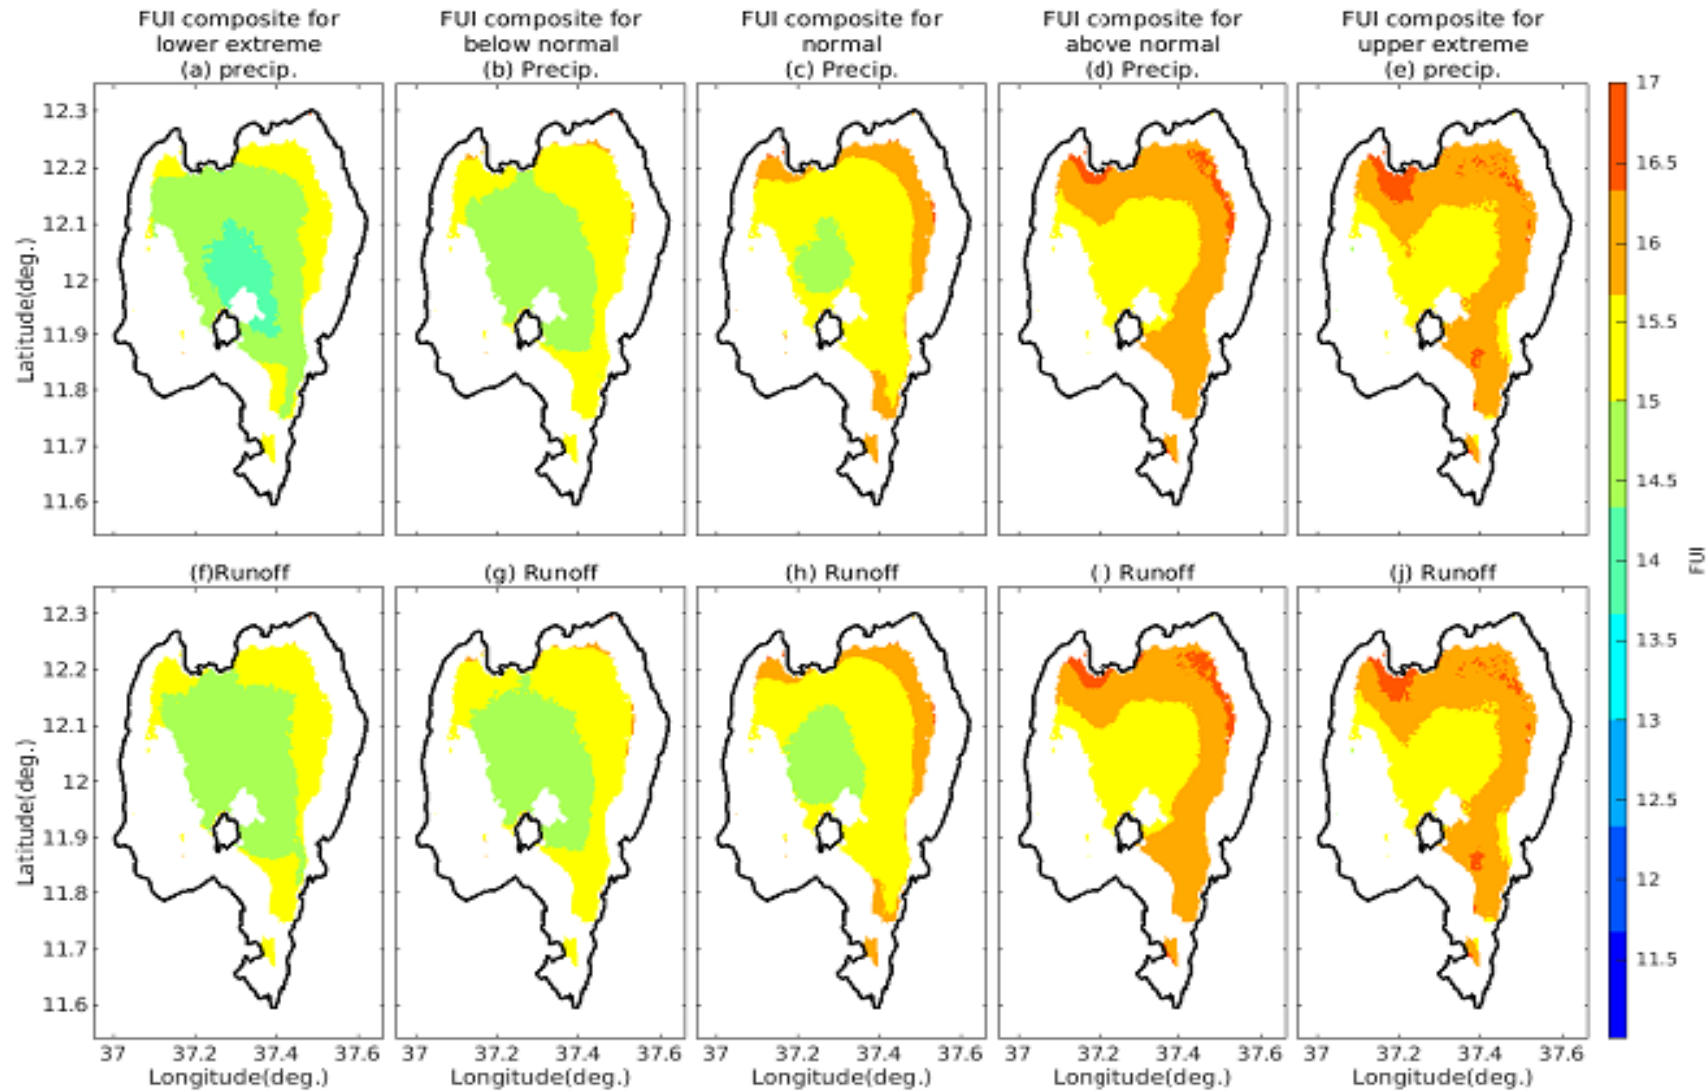 FUI composite for
lower extreme
(a) precip.
FUI composite for
below normal
(b) Precip.
FUI composite for
normal
(c) Precip.
FUI composite for
above normal
(d) Precip.
FUI composite for
upper extreme
(e) precip.
Latitude(deg.)
12.3
12.2
12.1
12
11.9
11.8
11.7
11.6
(f)Runoff
(g) Runoff
(h) Runoff
(i) Runoff
(j) Runoff
Latitude(deg.)
12.3
12.2
12.1
12
11.9
11.8
11.7
11.6
37 37.2 37.4 37.6
Longitude(deg.)
37 37.2 37.4 37.6
Longitude(deg.)
37 37.2 37.4 37.6
Longitude(deg.)
37 37.2 37.4 37.6
Longitude(deg.)
37 37.2 37.4 37.6
Longitude(deg.)
17
16.5
16
15.5
15
14.5
14
13.5
13
12.5
12
11.5
FUI